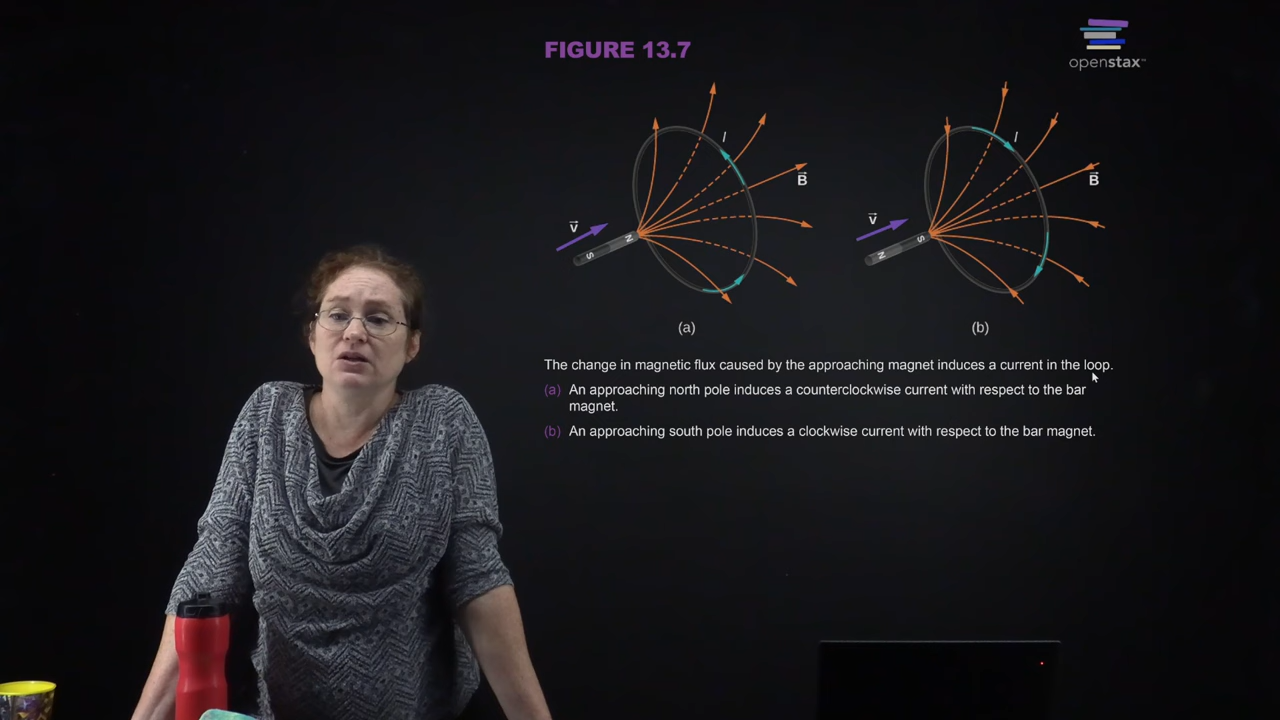 FIGURE 13.7
openstax™
I
I
B
B
v
v
N
S
S
N
(a)
(b)
The change in magnetic flux caused by the approaching magnet induces a current in the loop.
(a) An approaching north pole induces a counterclockwise current with respect to the bar
magnet.
(b) An approaching south pole induces a clockwise current with respect to the bar magnet.